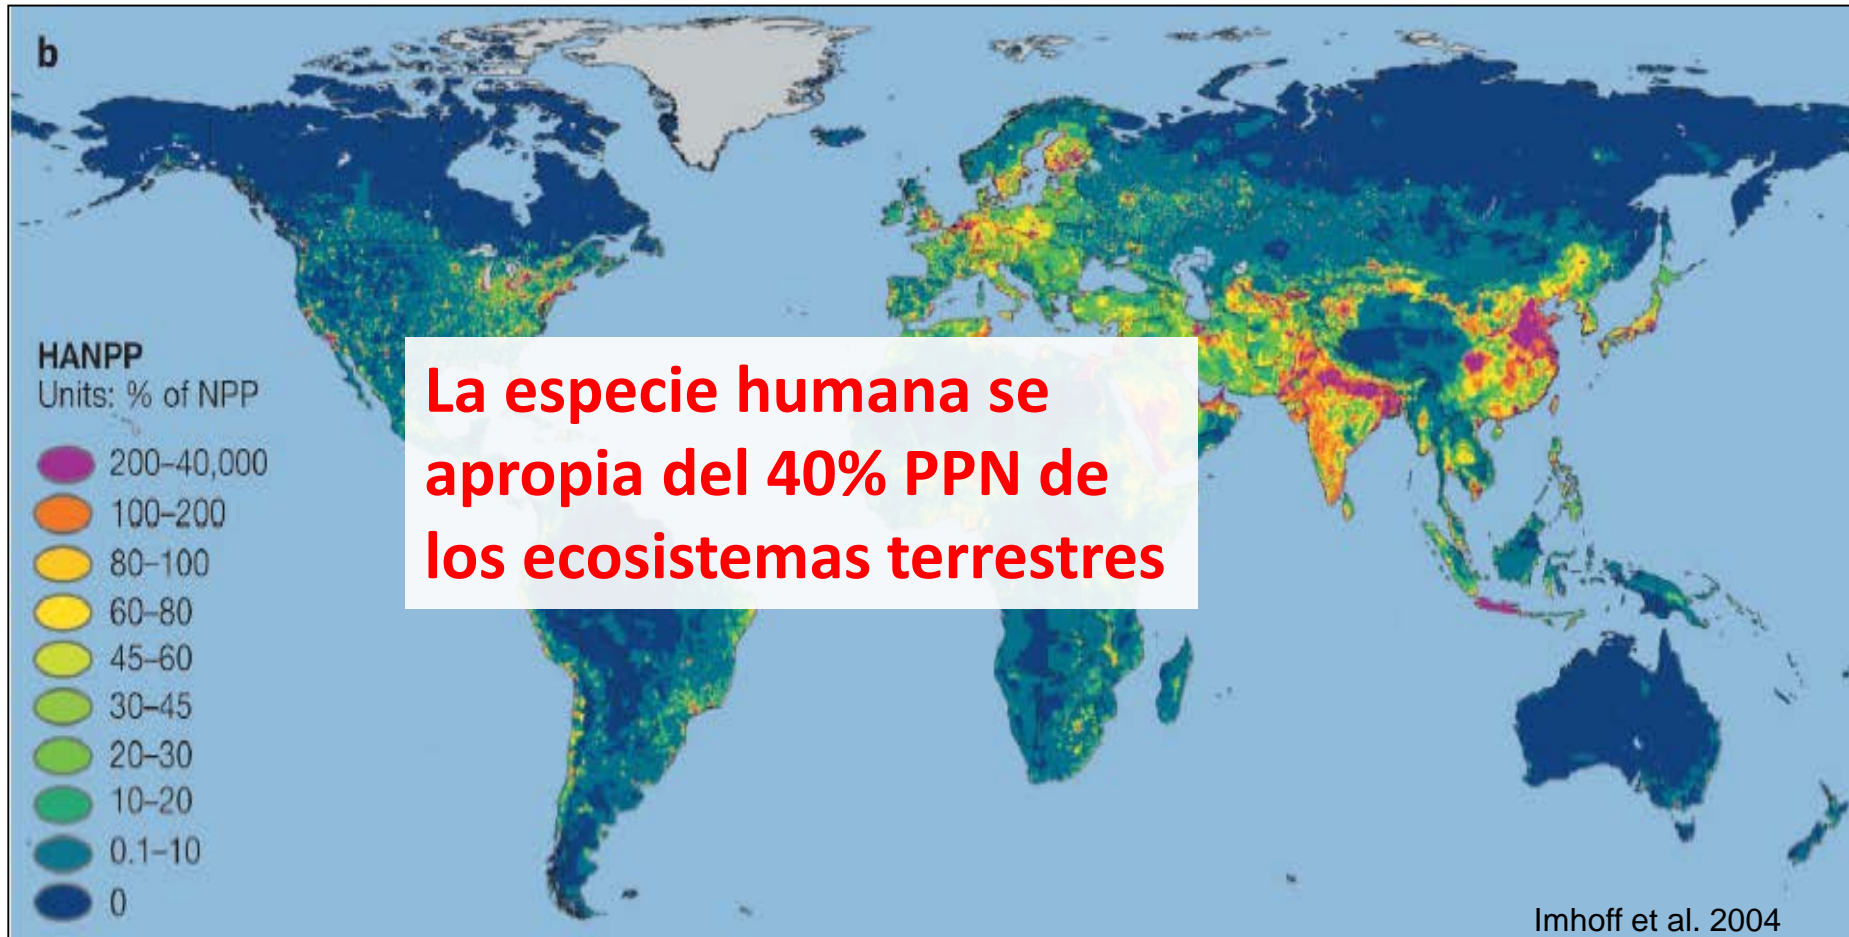 b
HANPP
Units: % of NPP
200–40,000
100–200
80–100
60–80
45–60
30–45
20–30
10–20
0.1–10
0
La especie humana se
apropia del 40% PPN de
los ecosistemas terrestres
Imhoff et al. 2004